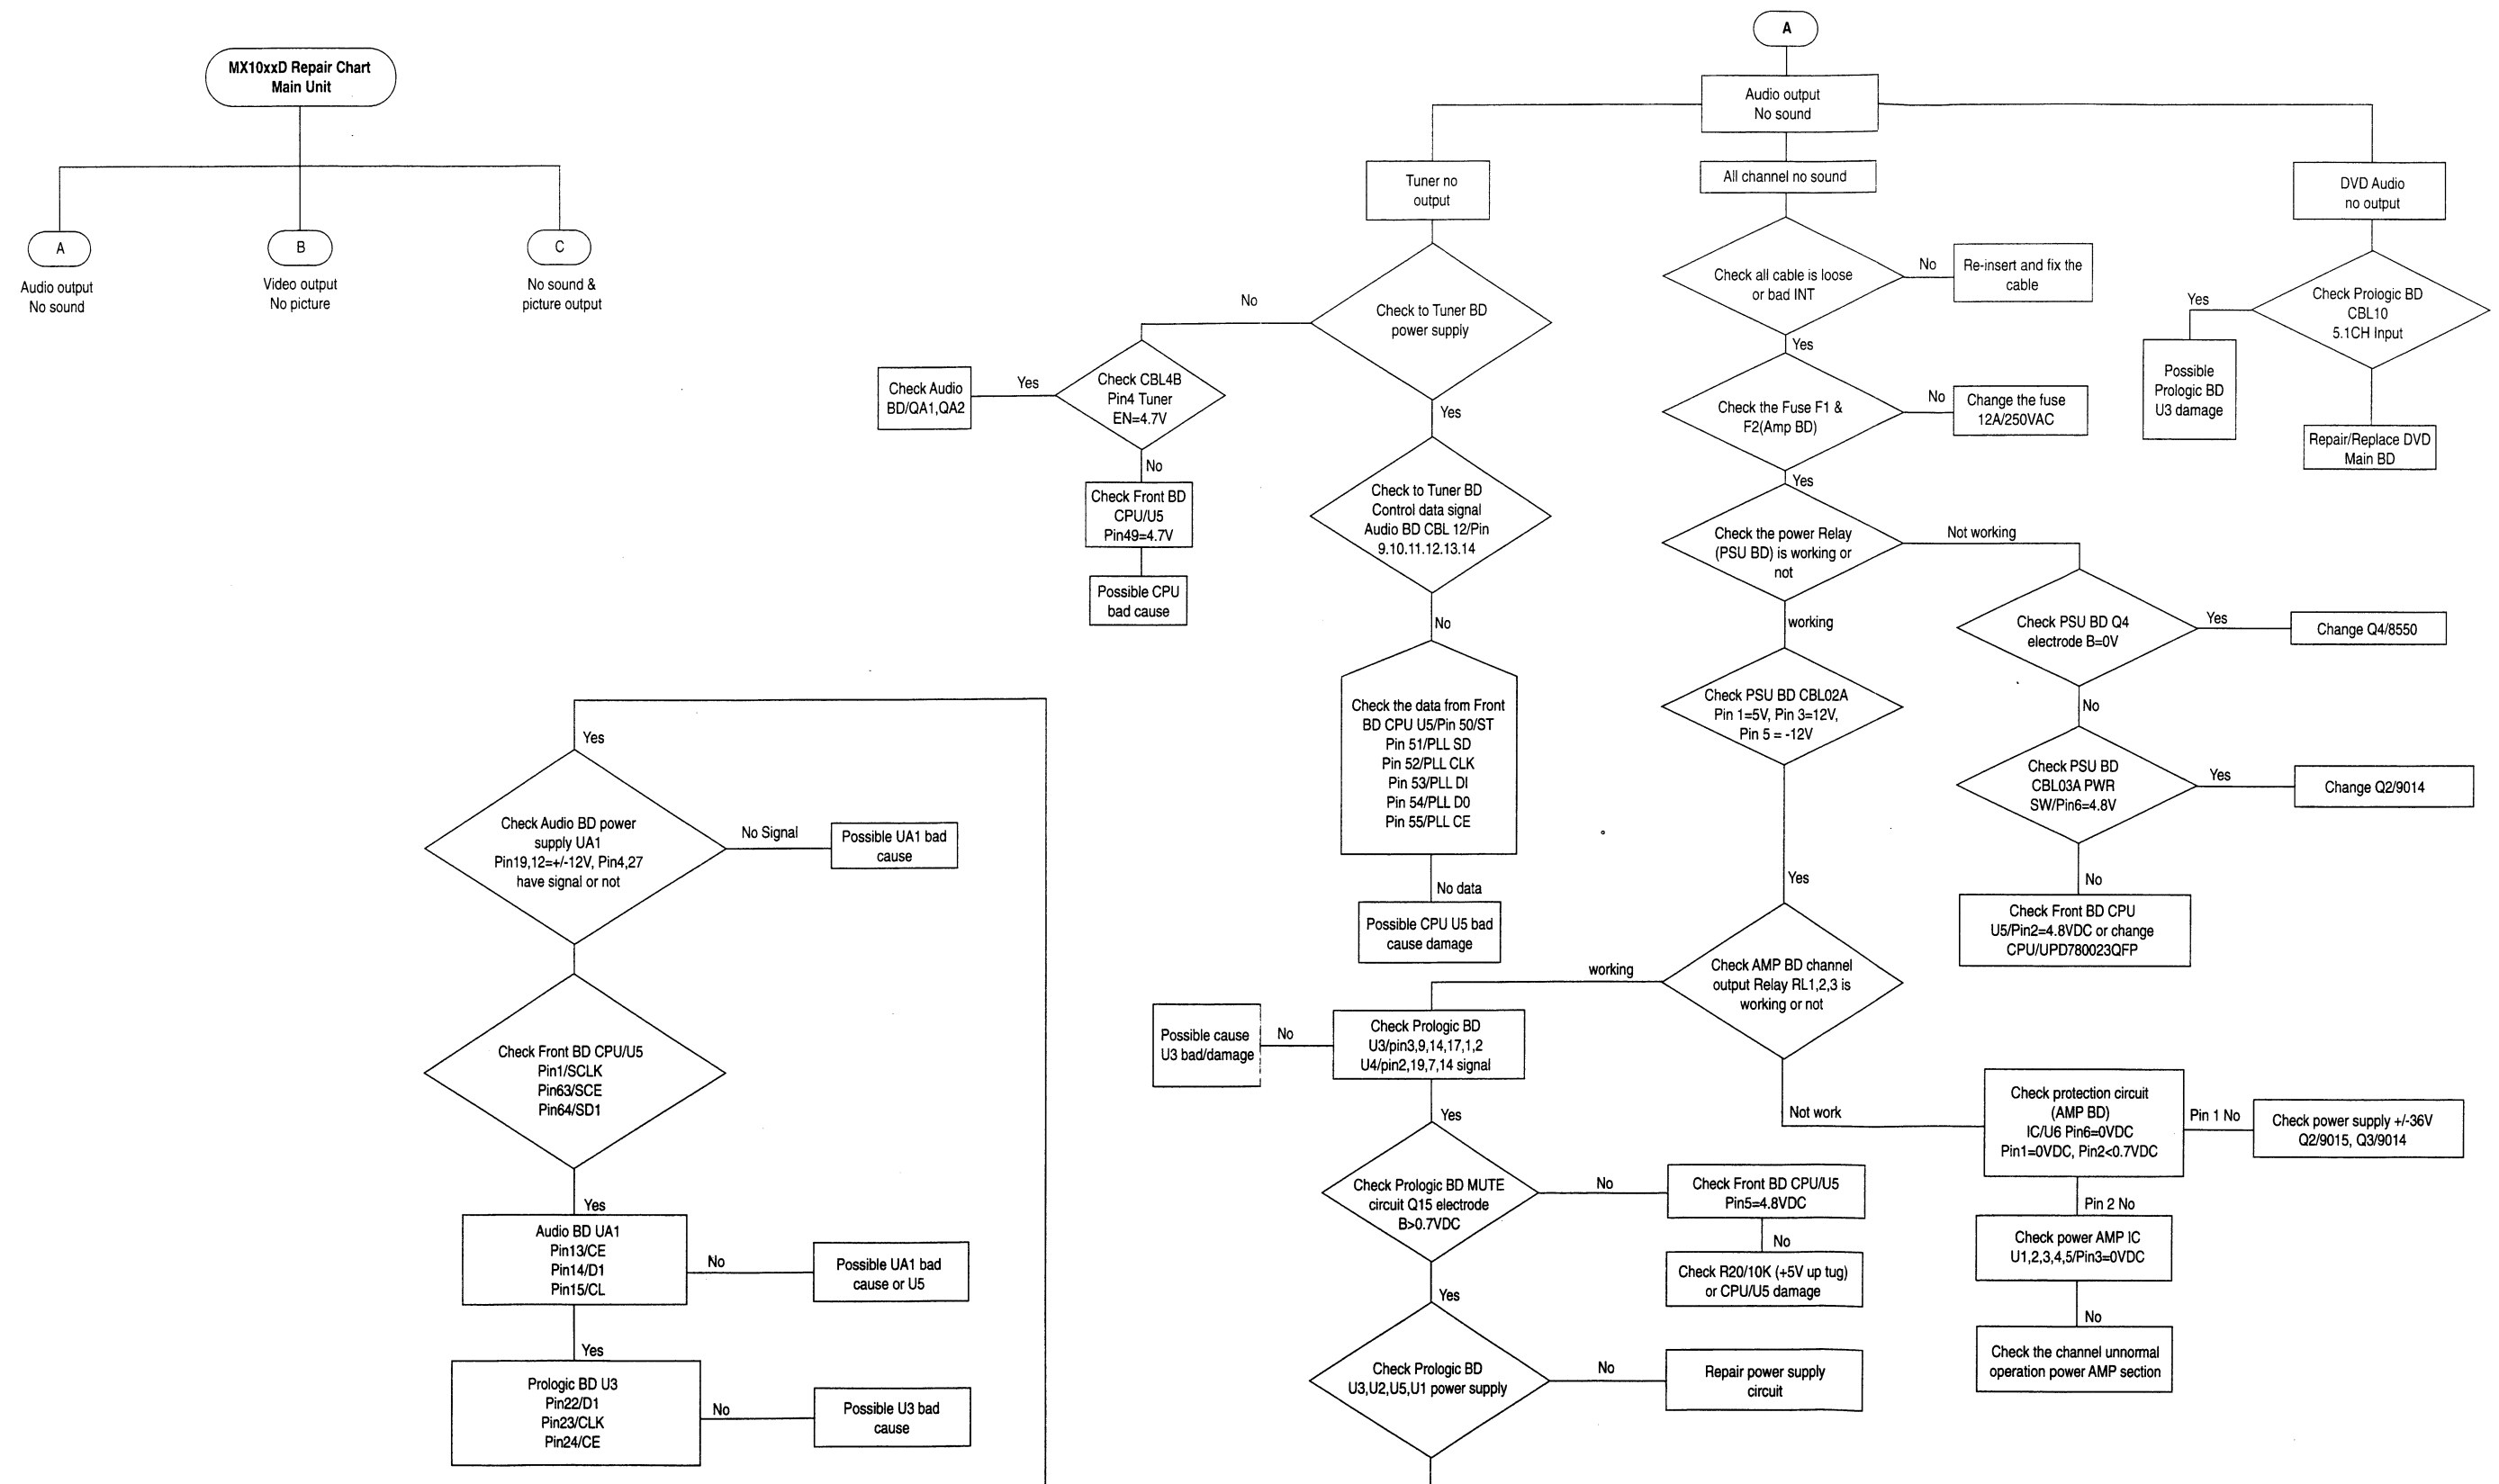 MX10xxD Repair Chart
Main Unit
A
Audio output
No sound
B
Video output
No picture
C
No sound &
picture output
A
Audio output
No sound
Tuner no
output
Check to Tuner BD
power supply
No
Check CBL4B
Pin4 Tuner
EN=4.7V
Yes
Check Audio
BD/QA1,QA2
No
Check Front BD
CPU/U5
Pin49=4.7V
Possible CPU
bad cause
Yes
Check to Tuner BD
Control data signal
Audio BD CBL 12/Pin
9.10.11.12.13.14
No
Check the data from Front
BD CPU U5/Pin 50/ST
Pin 51/PLL SD
Pin 52/PLL CLK
Pin 53/PLL DI
Pin 54/PLL D0
Pin 55/PLL CE
No data
Possible CPU U5 bad
cause damage
All channel no sound
Check all cable is loose
or bad INT
No
Re-insert and fix the
cable
Yes
Check the Fuse F1 &
F2(Amp BD)
No
Change the fuse
12A/250VAC
Yes
Check the power Relay
(PSU BD) is working or
not
Not working
Check PSU BD Q4
electrode B=0V
Yes
Change Q4/8550
No
Check PSU BD
CBL03A PWR
SW/Pin6=4.8V
Yes
Change Q2/9014
No
Check Front BD CPU
U5/Pin2=4.8VDC or change
CPU/UPD780023QFP
working
Check PSU BD CBL02A
Pin 1=5V, Pin 3=12V,
Pin 5 = -12V
Yes
Check AMP BD channel
output Relay RL1,2,3 is
working or not
working
Check Prologic BD
U3/pin3,9,14,17,1,2
U4/pin2,19,7,14 signal
No
Possible cause
U3 bad/damage
Yes
Check Prologic BD MUTE
circuit Q15 electrode
B>0.7VDC
No
Check Front BD CPU/U5
Pin5=4.8VDC
No
Check R20/10K (+5V up tug)
or CPU/U5 damage
Yes
Check Prologic BD
U3,U2,U5,U1 power supply
No
Repair power supply
circuit
Not work
Check protection circuit
(AMP BD)
IC/U6 Pin6=0VDC
Pin1=0VDC, Pin2<0.7VDC
Pin 1 No
Check power supply +/-36V
Q2/9015, Q3/9014
Pin 2 No
Check power AMP IC
U1,2,3,4,5/Pin3=0VDC
No
Check the channel unnormal
operation power AMP section
DVD Audio
no output
Check Prologic BD
CBL10
5.1CH Input
Yes
Possible
Prologic BD
U3 damage
Repair/Replace DVD
Main BD
Yes
Check Audio BD power
supply UA1
Pin19,12=+/-12V, Pin4,27
have signal or not
No Signal
Possible UA1 bad
cause
Check Front BD CPU/U5
Pin1/SCLK
Pin63/SCE
Pin64/SD1
Yes
Audio BD UA1
Pin13/CE
Pin14/D1
Pin15/CL
No
Possible UA1 bad
cause or U5
Yes
Prologic BD U3
Pin22/D1
Pin23/CLK
Pin24/CE
No
Possible U3 bad
cause